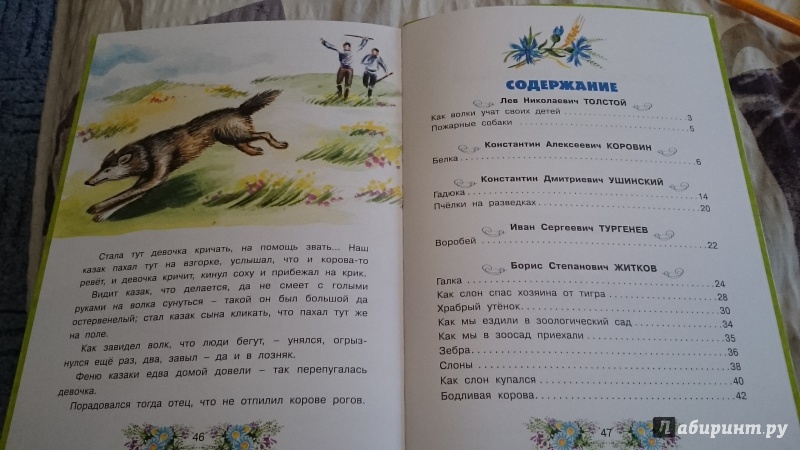 Стала тут девочка кричать, на помощь звать... Наш
казак пахал тут на взгорке, услышал, что и корова-то
ревёт, и девочка кричит, кинул соху и прибежал на крик.
Видит казак, что делается, да не смеет с голыми
руками на волка сунуться – такой он был большой да
остервенелый; стал казак сына кликать, что пахал тут же
на поле.
Как завидел волк, что люди бегут, – унялся, огрыз-
нулся ещё раз, два, завыл – да и в лозняк.
Феню казаки едва домой довели – так перепугалась
девочка.
Порадовался тогда отец, что не отпилил корове рогов.
46
СОДЕРЖАНИЕ
Лев Николаевич ТОЛСТОЙ
Как волки учат своих детей 3
Пожарные собаки 5
Константин Алексеевич КОРОВИН
Белка 6
Константин Дмитриевич УШИНСКИЙ
Гадюка 14
Пчёлки на разведках 20
Иван Сергеевич ТУРГЕНЕВ
Воробей 22
Борис Степанович ЖИТКОВ
Галка 24
Как слон спас хозяина от тигра 28
Храбрый утёнок 30
Как мы ездили в зоологический сад 34
Как мы в зоосад приехали 35
Зебра 36
Слоны 38
Как слон купался 40
Бодливая корова 42
47
Лабиринт.ру